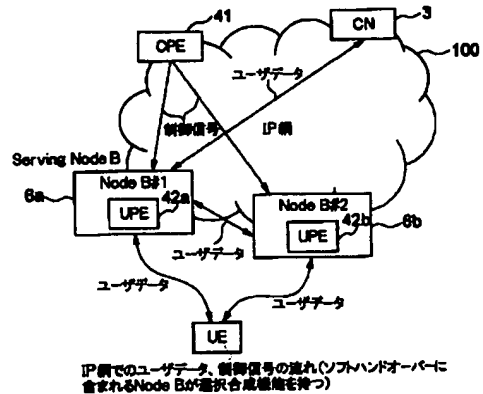 41
CPE
CN
3
100
ユーザデータ
制御信号
IP網
Serving Node B
Node B#1
42a
UPE
6a
Node B#2
42b
UPE
6b
ユーザデータ
ユーザデータ
ユーザデータ
UE
IP網でのユーザデータ、制御信号の流れ(ソフトハンドオーバーに
含まれるNode Bが選択合成機能を持つ)